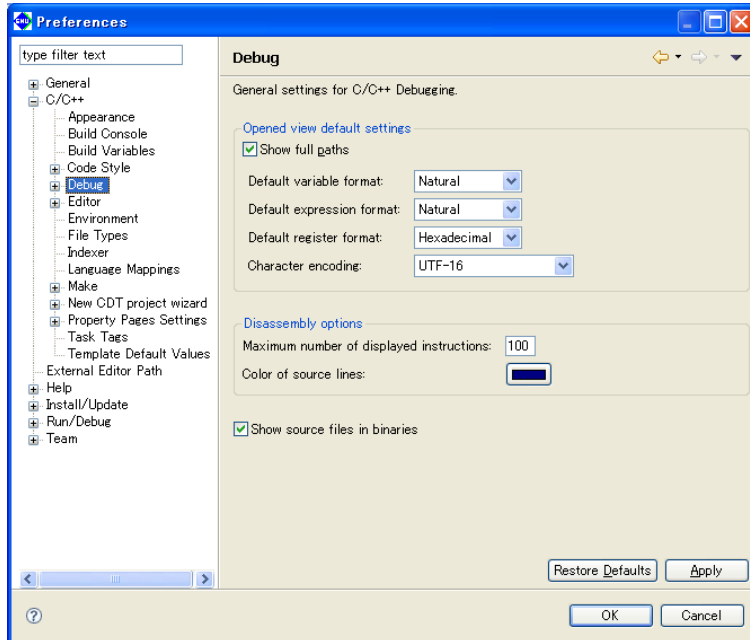 GNU Preferences
type filter text
General
C/C++
Appearance
Build Console
Build Variables
Code Style
Debug
Editor
Environment
File Types
Indexer
Language Mappings
Make
New CDT project wizard
Property Pages Settings
Task Tags
Template Default Values
External Editor Path
Help
Install/Update
Run/Debug
Team
Debug
General settings for C/C++ Debugging.
Opened view default settings
Show full paths
Default variable format: Natural
Default expression format: Natural
Default register format: Hexadecimal
Character encoding: UTF-16
Disassembly options
Maximum number of displayed instructions: 100
Color of source lines:
Show source files in binaries
Restore Defaults Apply
? OK Cancel